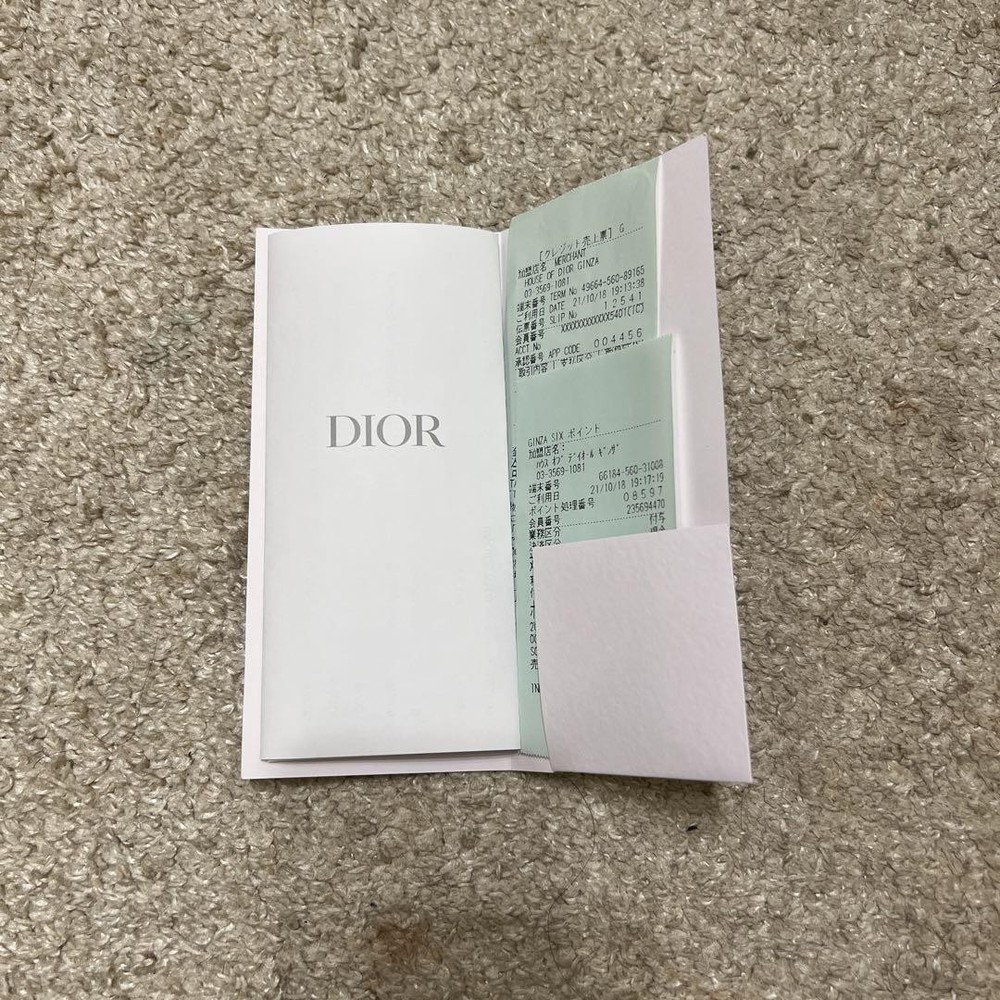 DIOR
[クレジット売上票] G
加盟店名 MERCHANT
HOUSE OF DIOR GINZA
03-3569-1081
端末番号 TERM No 49664-560-89165
ご利用日 DATE 21/10/18 19:13:38
伝票番号 SLIP No 12541
会員番号 XXXXXXXXXXXX5401(IC)
ACCT No
承認番号 APP CODE 004456
取引内容
GINZA SIX ポイント
加盟店名:
ハウス オブ デイオール ギンザ
03-3569-1081
端末番号 66184-560-31008
ご利用日 21/10/18 19:17:19
ポイント処理番号 08597
会員番号 235694470
業務区分 付与